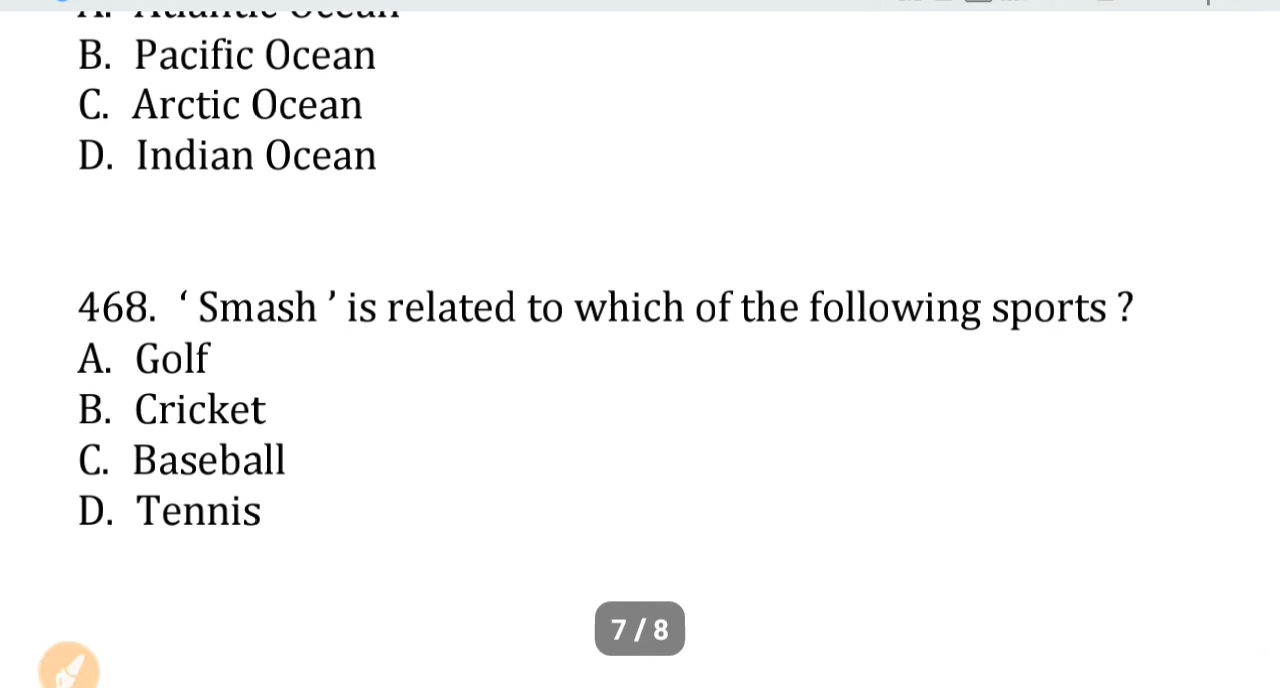 B. Pacific Ocean
C. Arctic Ocean
D. Indian Ocean
468. ‘ Smash ’ is related to which of the following sports ?
A. Golf
B. Cricket
C. Baseball
D. Tennis
7 / 8